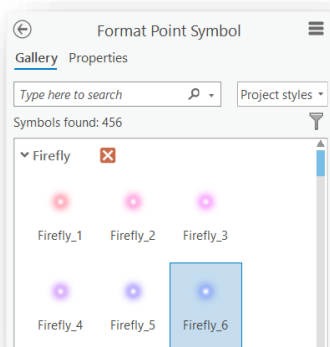 Format Point Symbol
Gallery Properties
Type here to search
Project styles
Symbols found: 456
Firefly
Firefly_1 Firefly_2 Firefly_3
Firefly_4 Firefly_5 Firefly_6